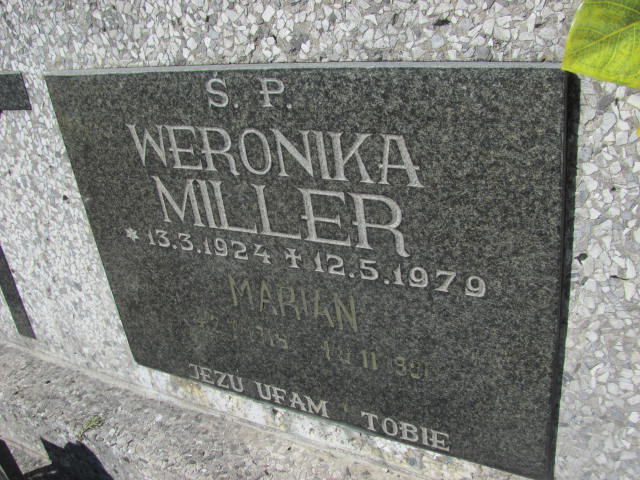 Ś. P.
WERONIKA
MILLER
* 13.3.1924 ✝ 12.5.1979
MARIAN
JEZU UFAM TOBIE